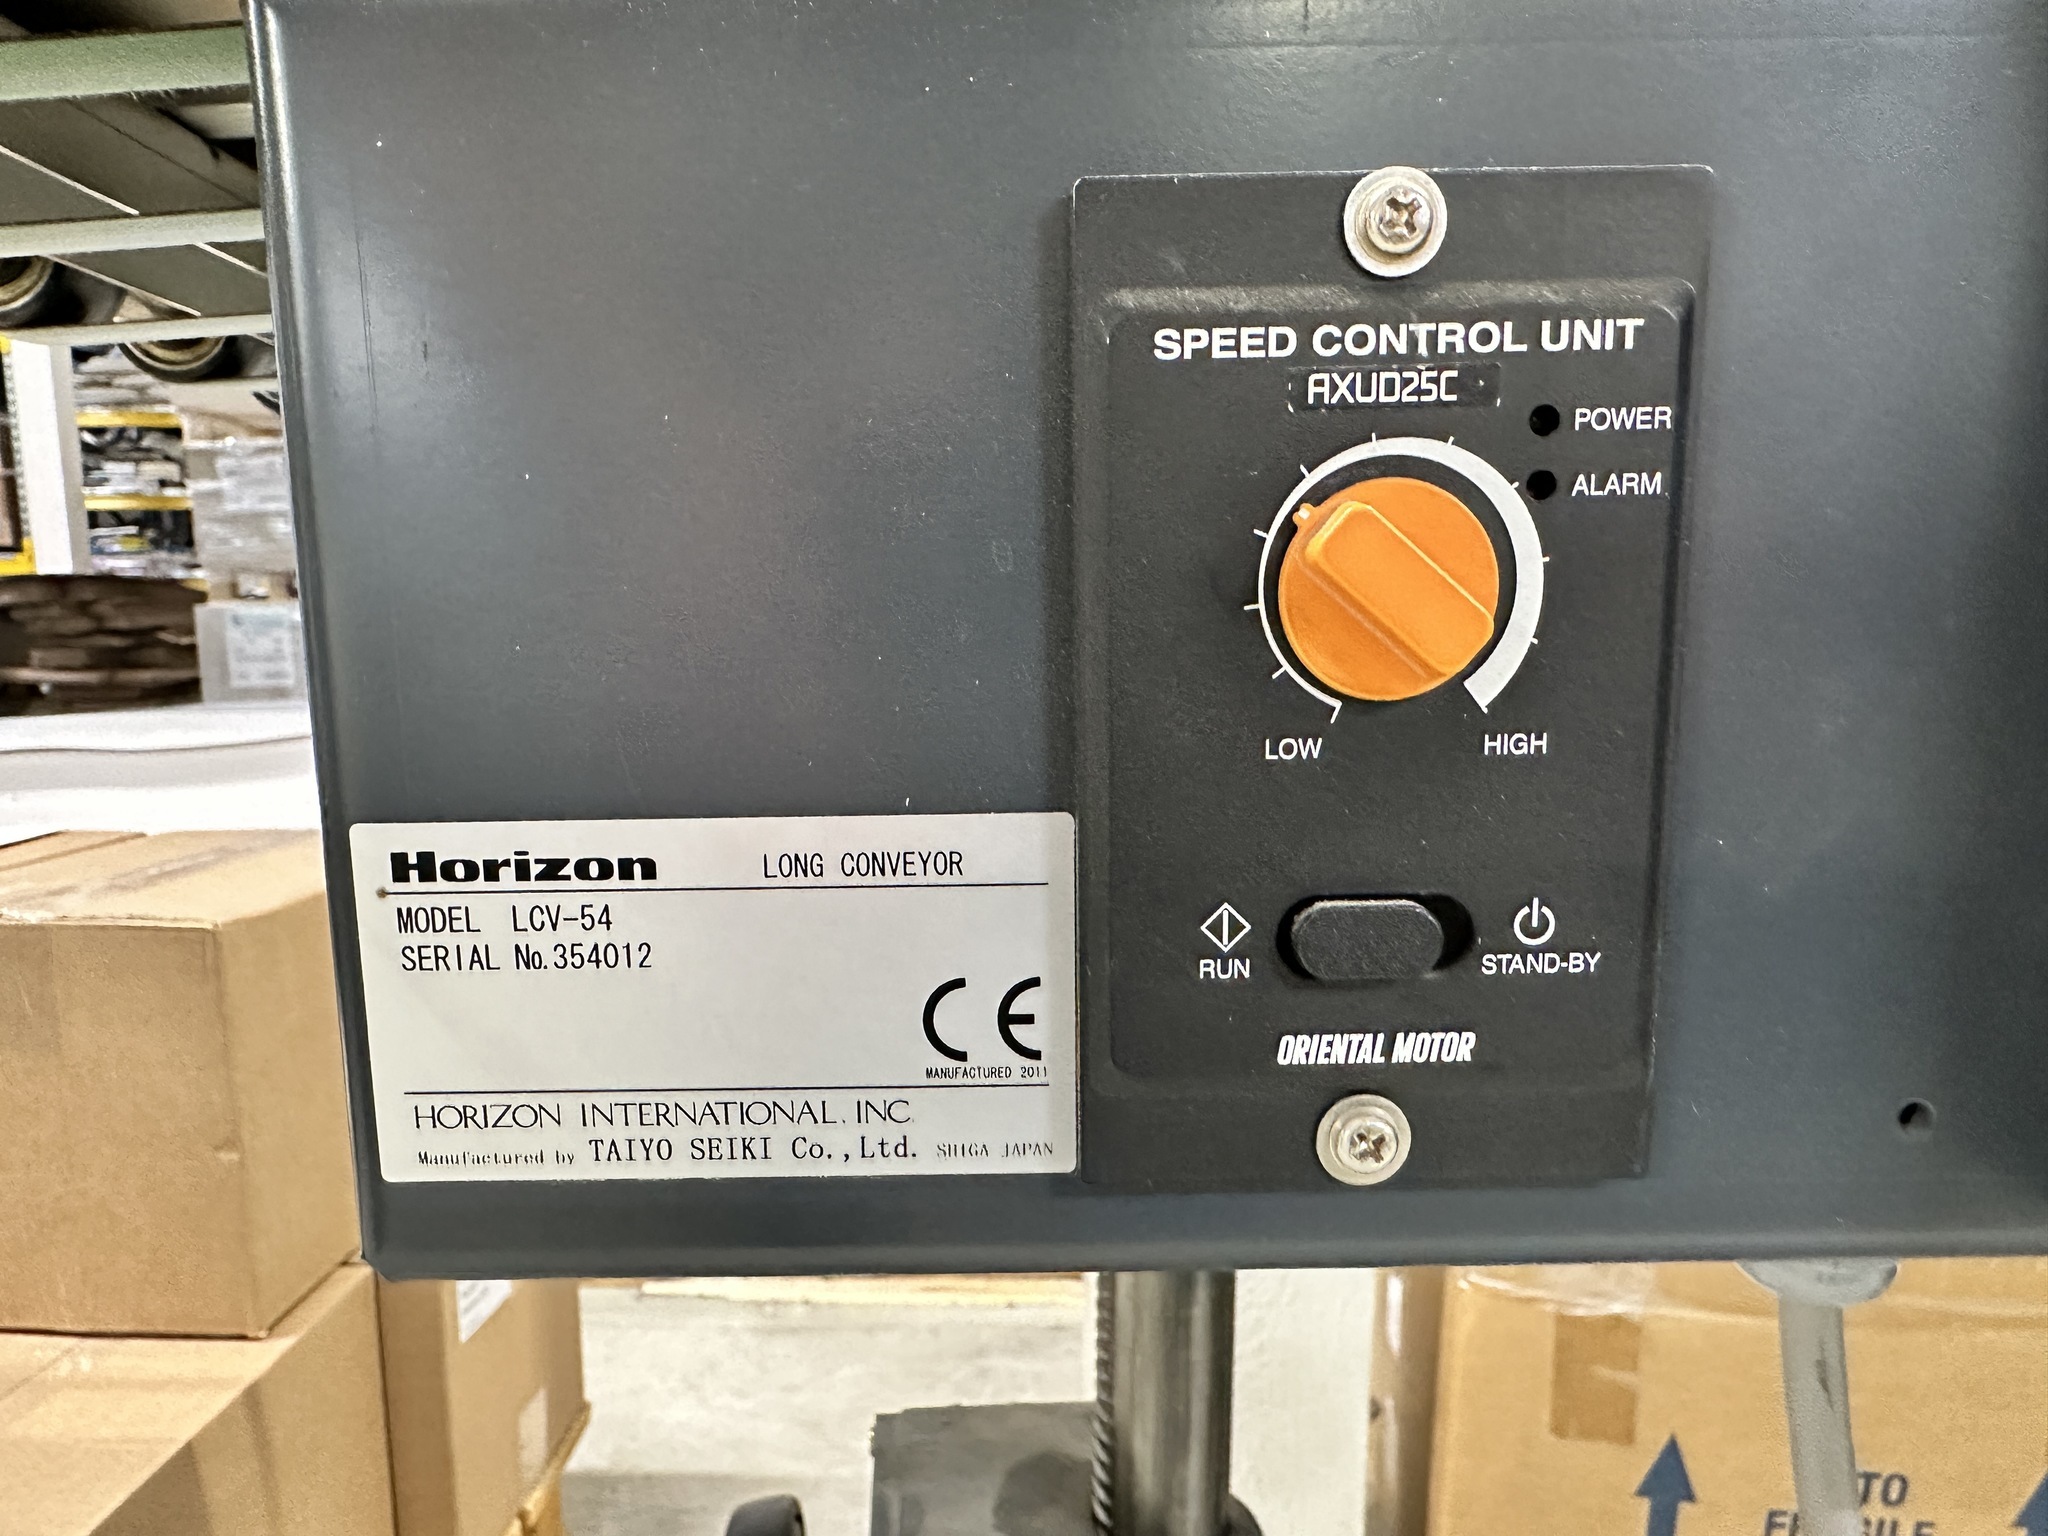 SPEED CONTROL UNIT
AXUD25C
POWER
ALARM
LOW HIGH
RUN STAND-BY
ORIENTAL MOTOR
Horizon LONG CONVEYOR
MODEL LCV-54
SERIAL No.354012
CE
MANUFACTURED 2011
HORIZON INTERNATIONAL, INC.
Manufactured by TAIYO SEIKI Co.,Ltd. SHIGA JAPAN
TO